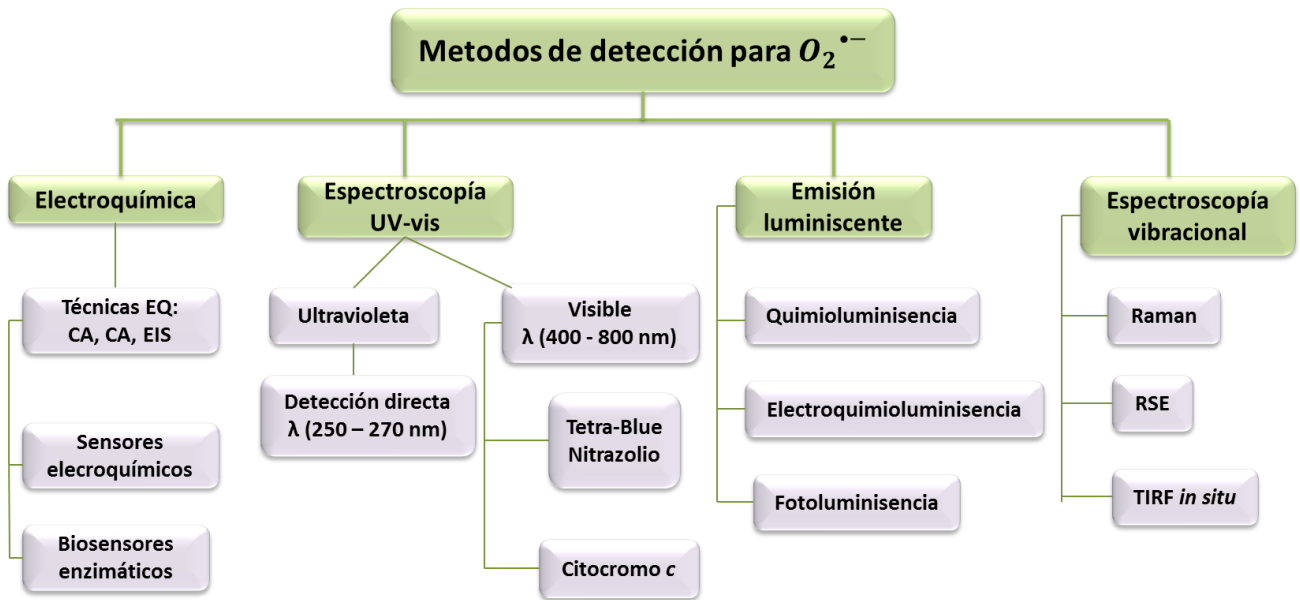 Metodos de detección para O₂•−
Electroquímica
Técnicas EQ:
CA, CA, EIS
Sensores
elecroquímicos
Biosensores
enzimáticos
Espectroscopía
UV-vis
Ultravioleta
Detección directa
λ (250 – 270 nm)
Visible
λ (400 - 800 nm)
Tetra-Blue
Nitrazolio
Citocromo c
Emisión
luminiscente
Quimioluminisencia
Electroquimioluminisencia
Fotoluminisencia
Espectroscopía
vibracional
Raman
RSE
TIRF in situ